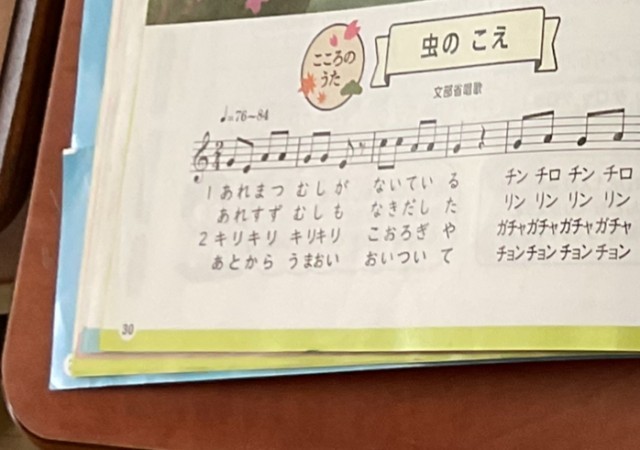 こころの
うた
虫の こえ
文部省唱歌
♩=76~84
1 あれまつ むしが ないてい る チン チロ チン チロ
あれすず むしも なきだし た リン リン リン リン
2 キリキリ キリキリ こおろぎ や ガチャガチャガチャガチャ
あとから うまおい おいつい て チョンチョンチョンチョン
30